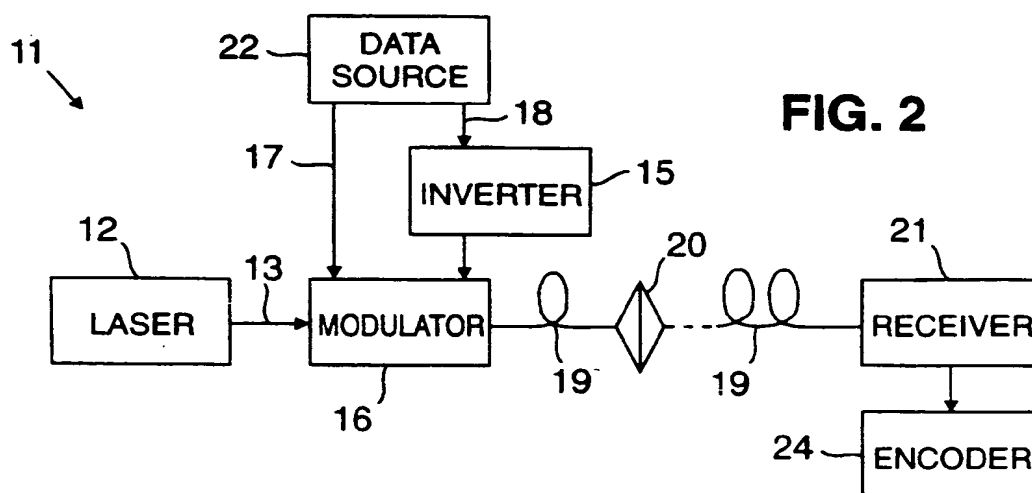 11
22
DATA
SOURCE
FIG. 2
17
18
INVERTER
15
12
LASER
13
MODULATOR
16
19
20
19
21
RECEIVER
24
ENCODER